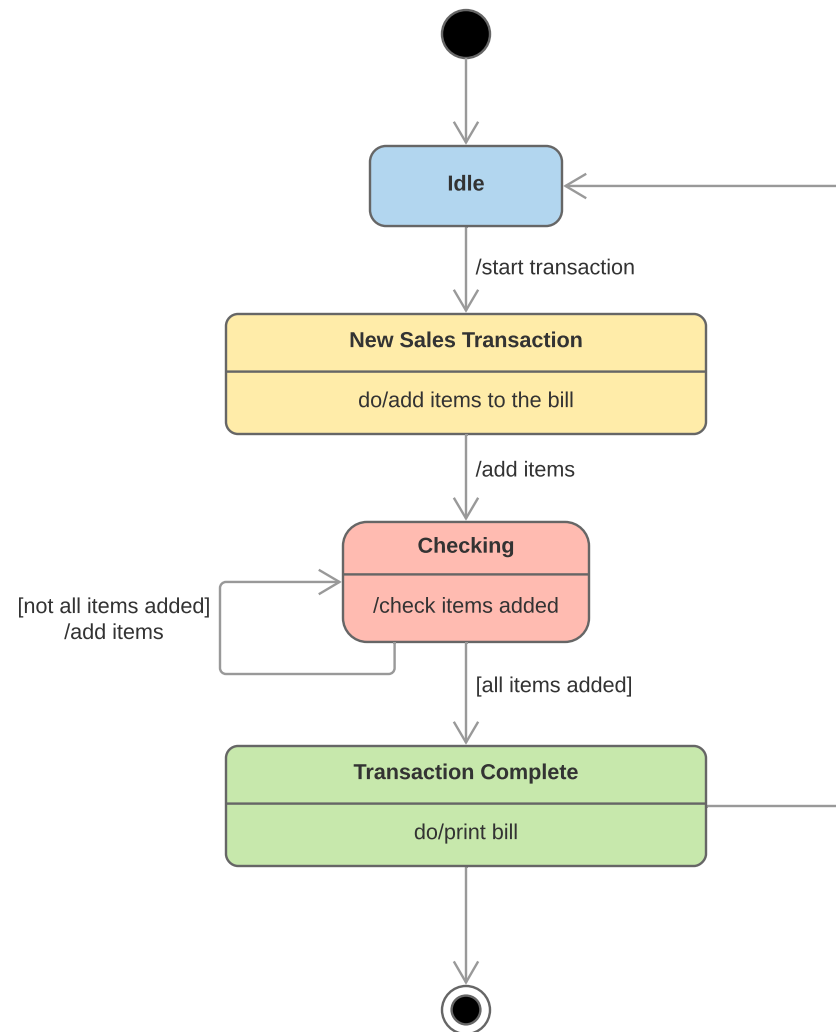 Idle
/start transaction
New Sales Transaction
do/add items to the bill
/add items
Checking
/check items added
[not all items added]
/add items
[all items added]
Transaction Complete
do/print bill